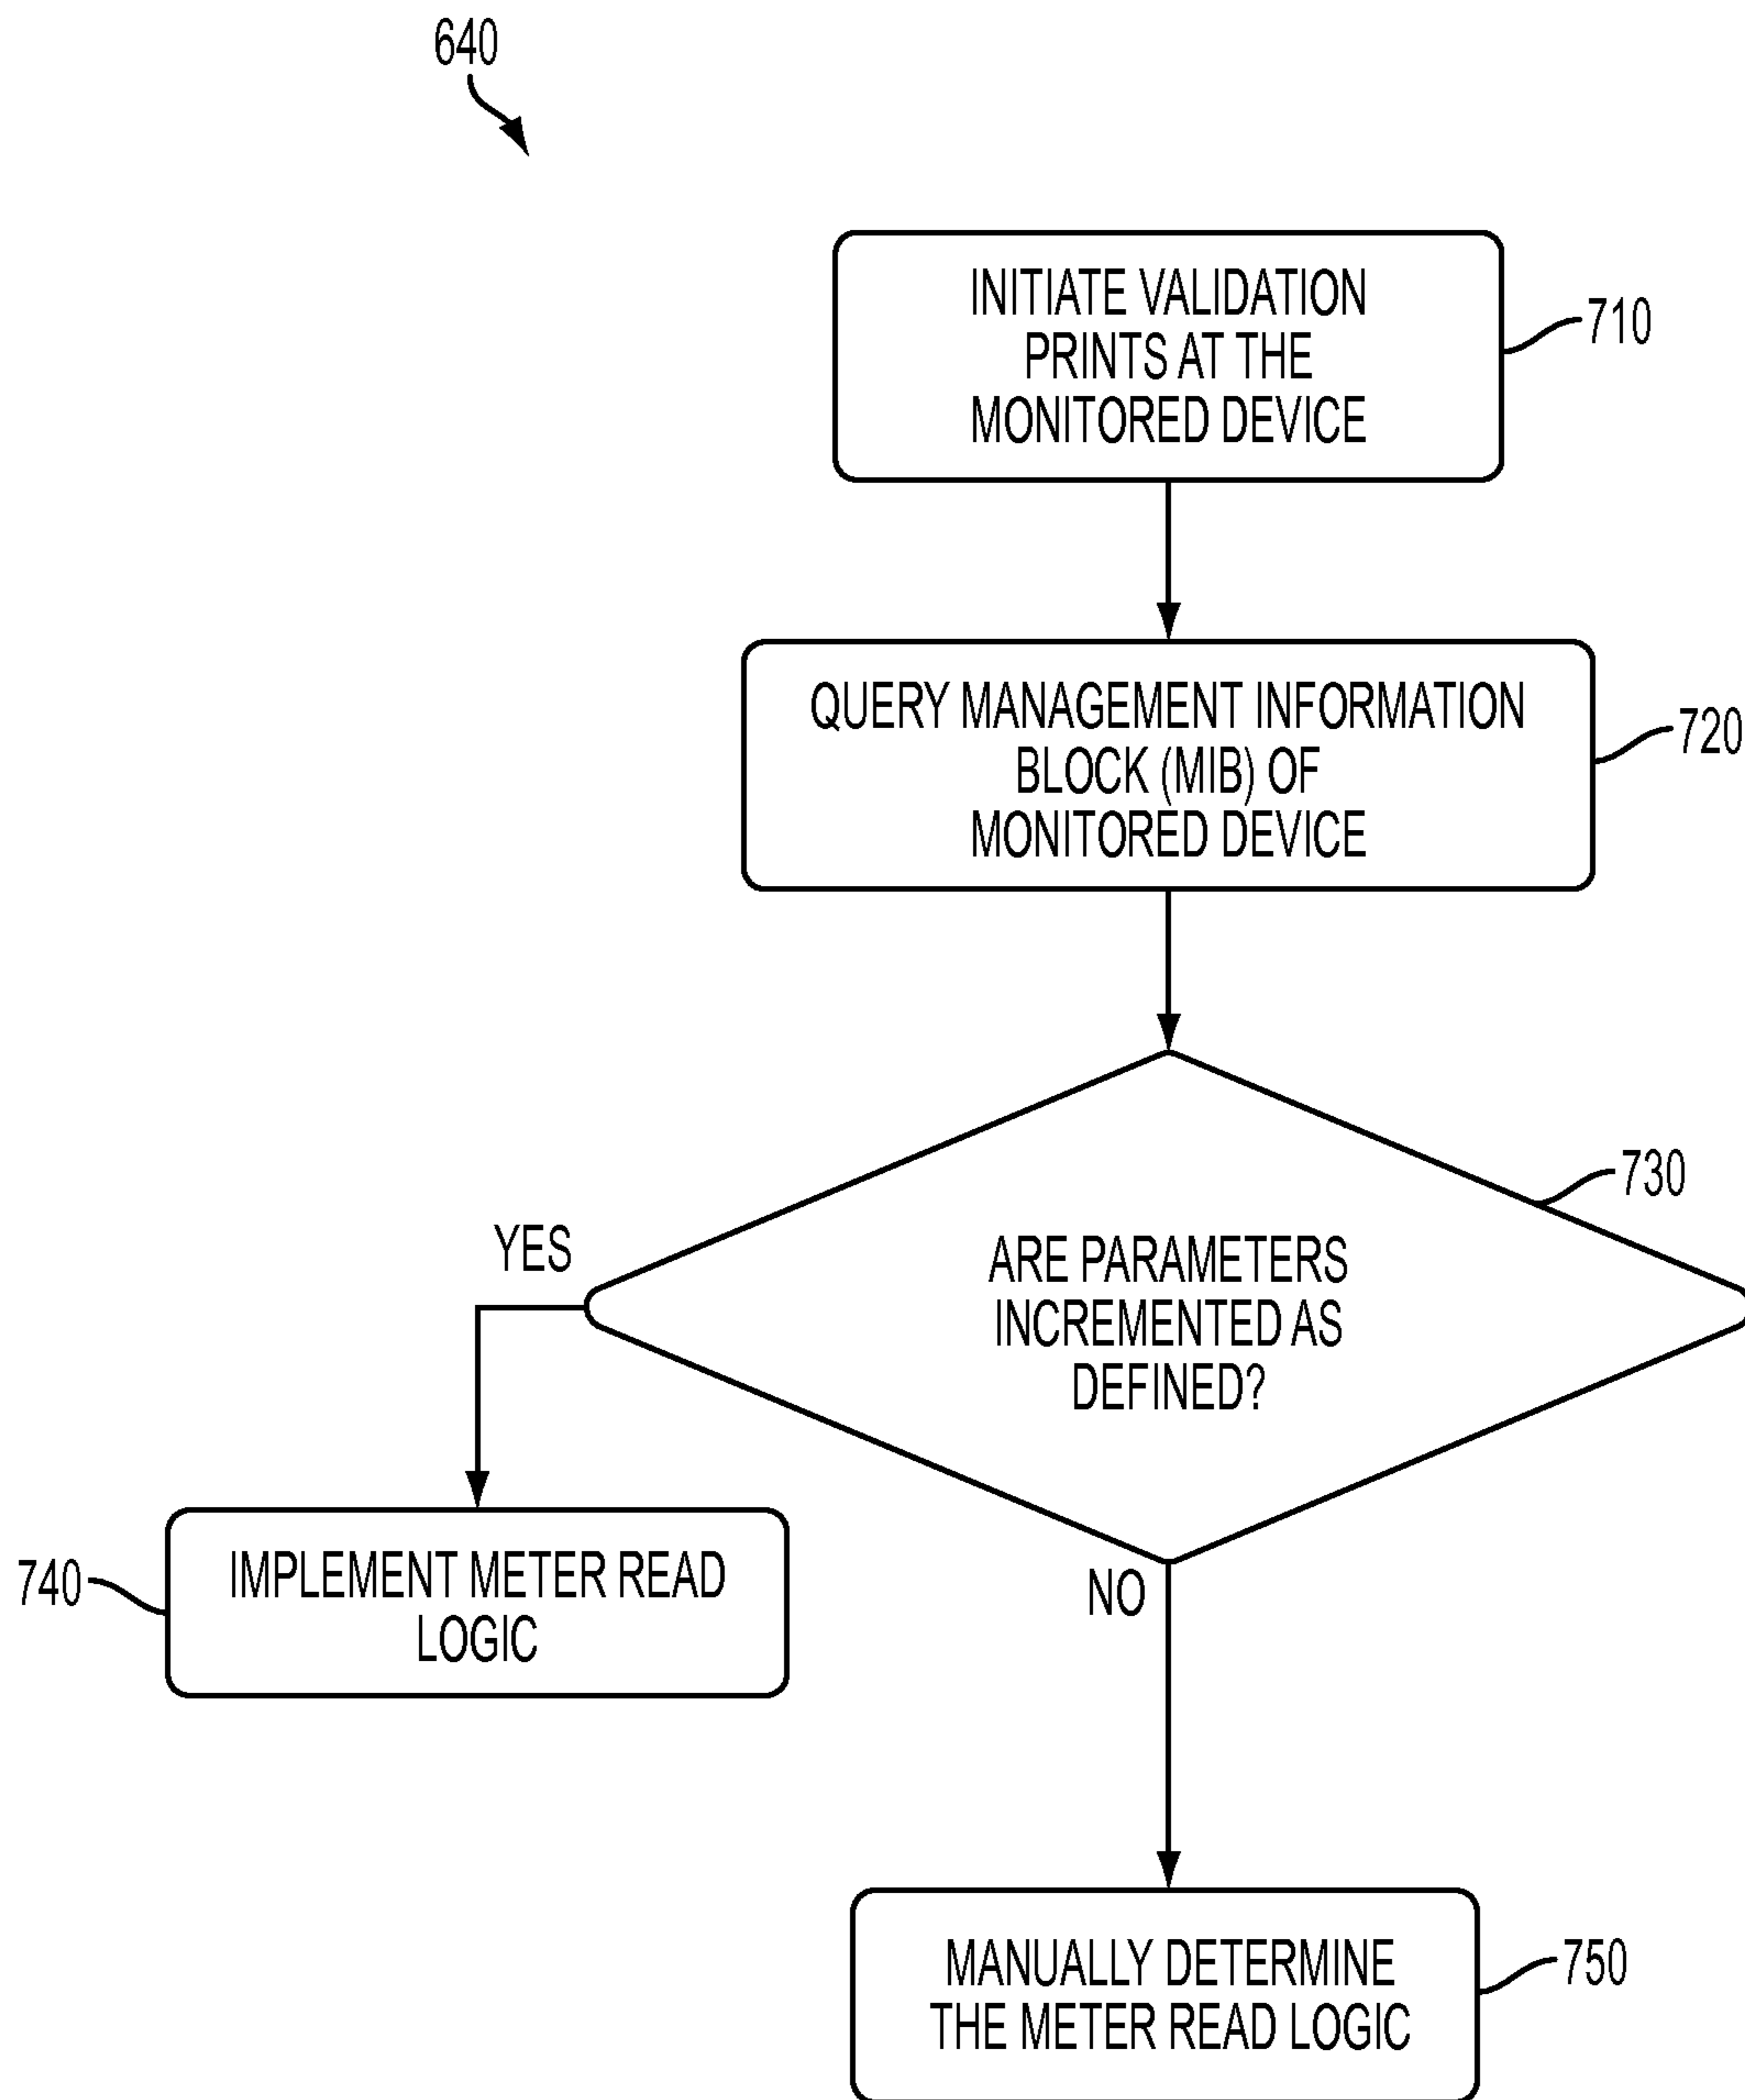 640
INITIATE VALIDATION
PRINTS AT THE
MONITORED DEVICE
710
QUERY MANAGEMENT INFORMATION
BLOCK (MIB) OF
MONITORED DEVICE
720
730
YES
ARE PARAMETERS
INCREMENTED AS
DEFINED?
740
IMPLEMENT METER READ
LOGIC
NO
MANUALLY DETERMINE
THE METER READ LOGIC
750